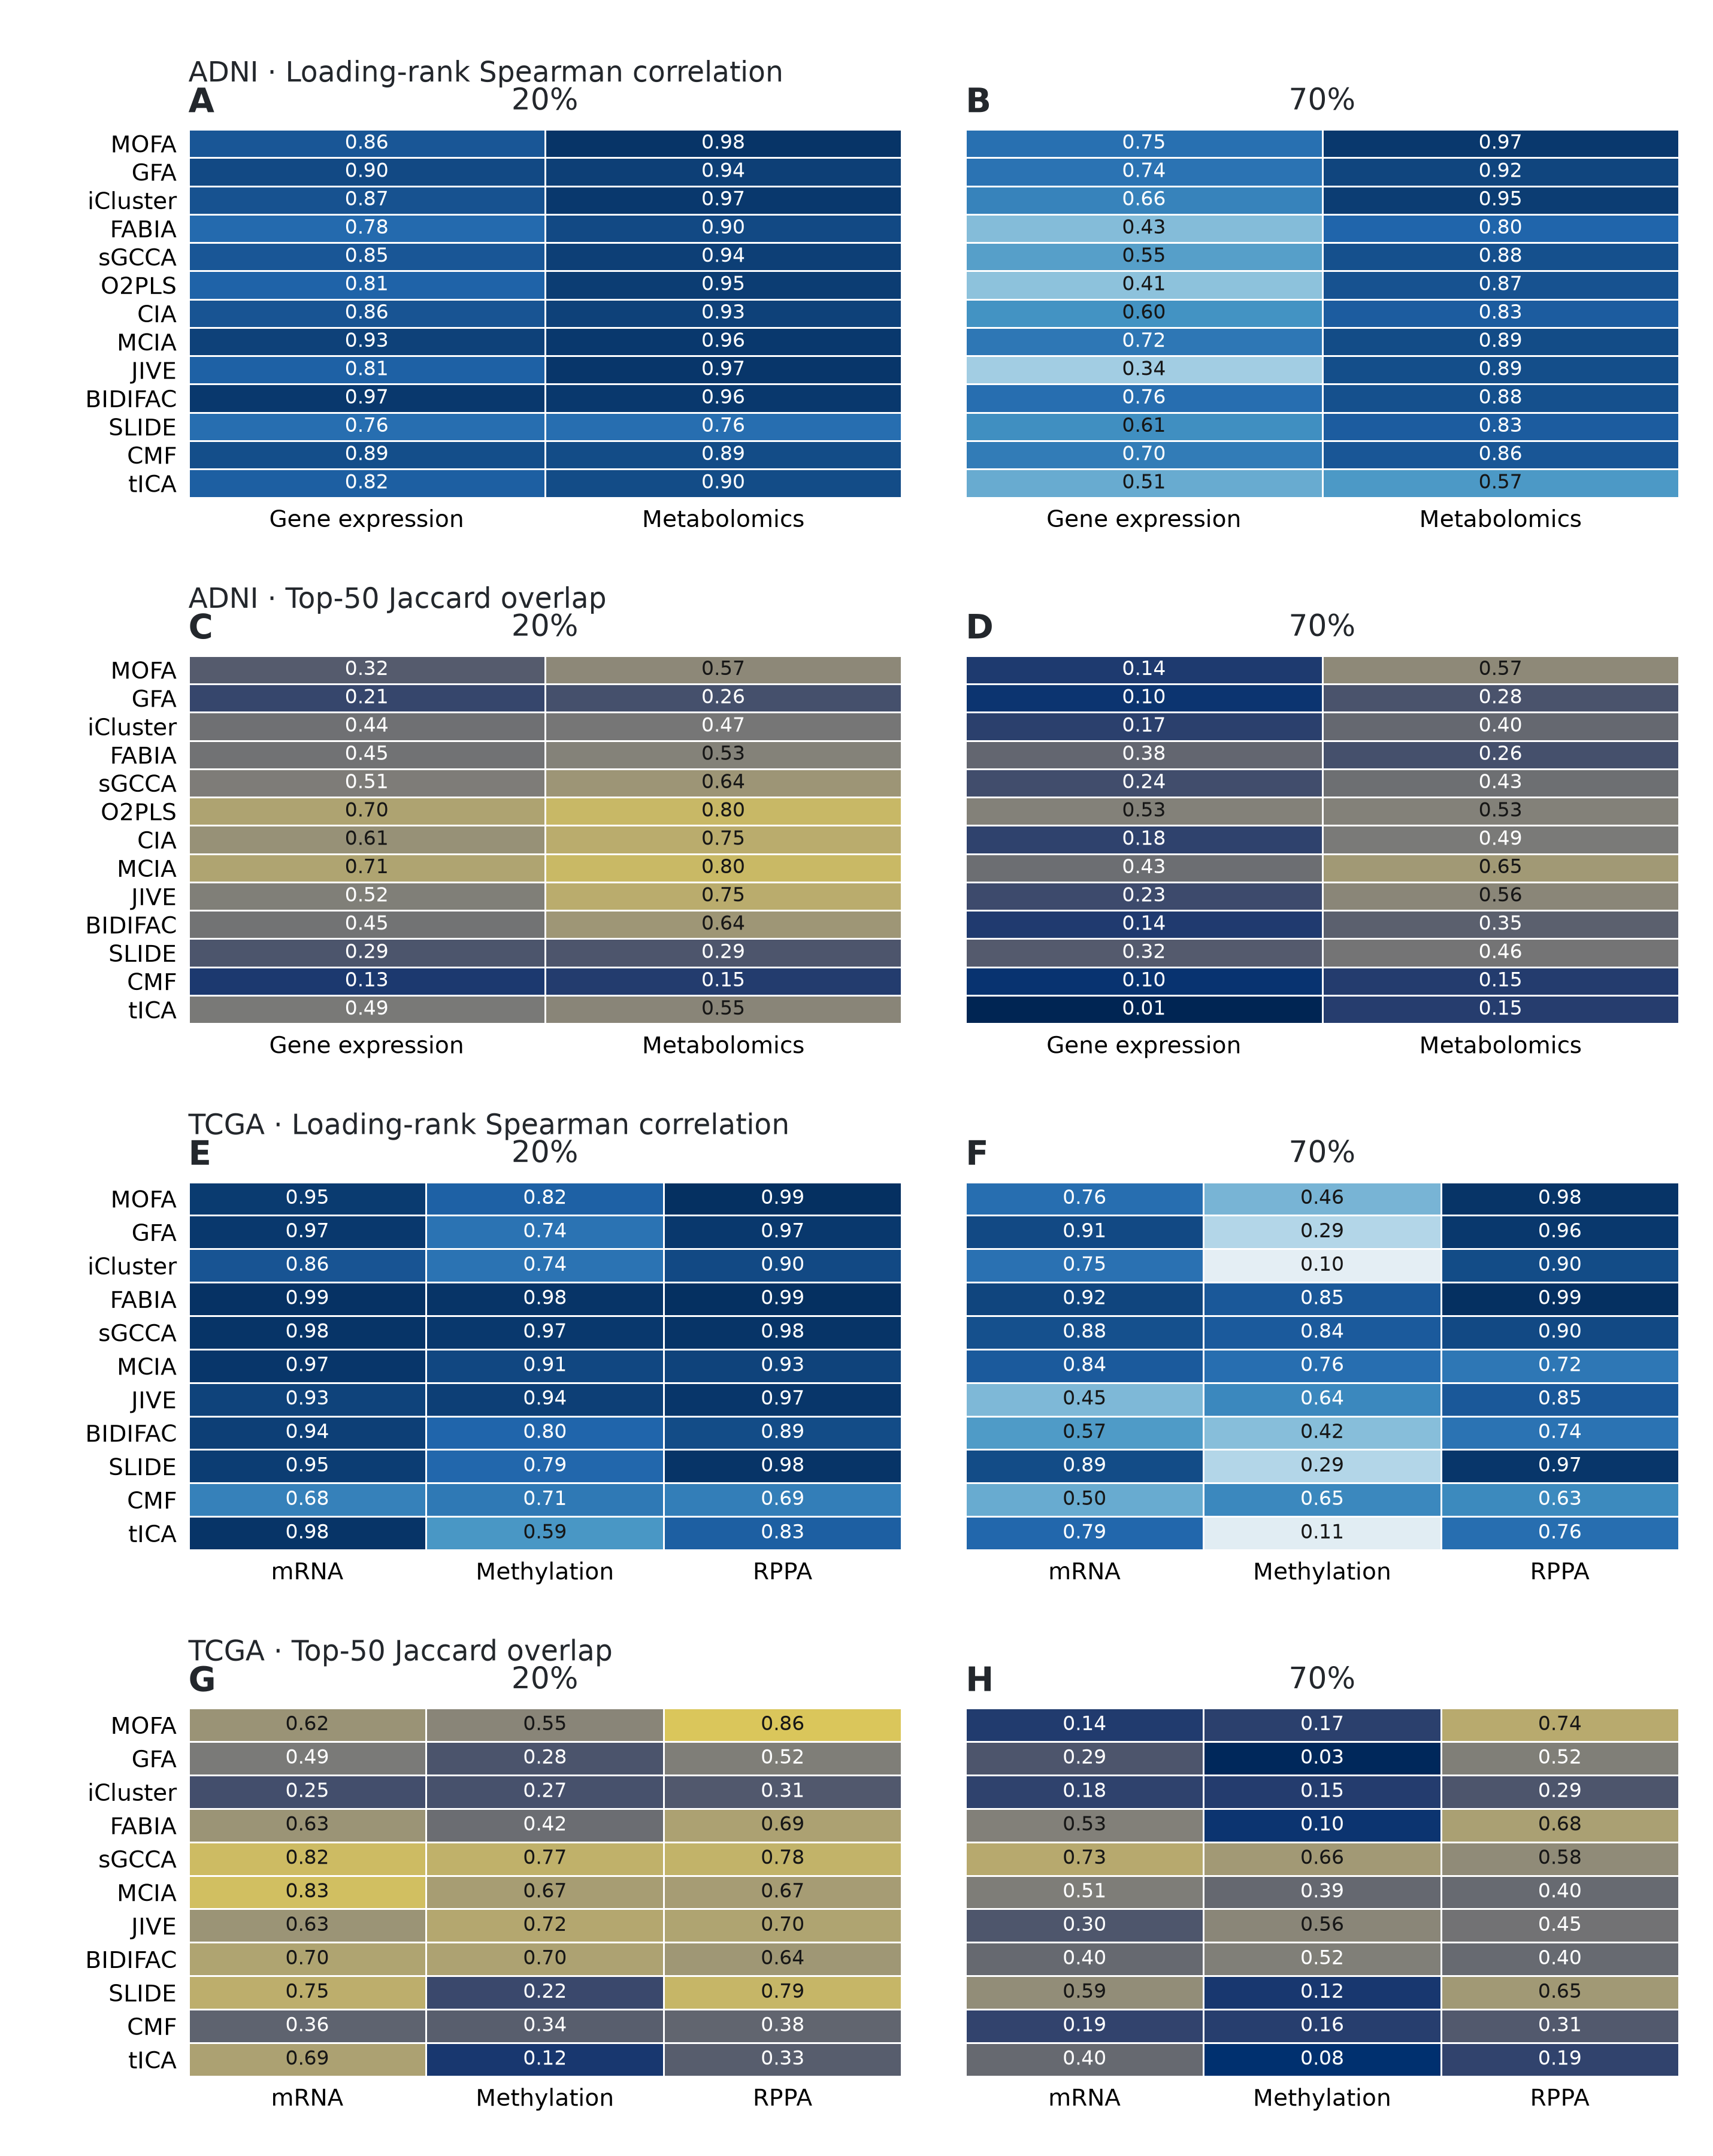 ADNI · Loading-rank Spearman correlation
A 20% B 70%
MOFA 0.86 0.98 0.75 0.97
GFA 0.90 0.94 0.74 0.92
iCluster 0.87 0.97 0.66 0.95
FABIA 0.78 0.90 0.43 0.80
sGCCA 0.85 0.94 0.55 0.88
O2PLS 0.81 0.95 0.41 0.87
CIA 0.86 0.93 0.60 0.83
MCIA 0.93 0.96 0.72 0.89
JIVE 0.81 0.97 0.34 0.89
BIDIFAC 0.97 0.96 0.76 0.88
SLIDE 0.76 0.76 0.61 0.83
CMF 0.89 0.89 0.70 0.86
tICA 0.82 0.90 0.51 0.57
Gene expression Metabolomics Gene expression Metabolomics
ADNI · Top-50 Jaccard overlap
C 20% D 70%
MOFA 0.32 0.57 0.14 0.57
GFA 0.21 0.26 0.10 0.28
iCluster 0.44 0.47 0.17 0.40
FABIA 0.45 0.53 0.38 0.26
sGCCA 0.51 0.64 0.24 0.43
O2PLS 0.70 0.80 0.53 0.53
CIA 0.61 0.75 0.18 0.49
MCIA 0.71 0.80 0.43 0.65
JIVE 0.52 0.75 0.23 0.56
BIDIFAC 0.45 0.64 0.14 0.35
SLIDE 0.29 0.29 0.32 0.46
CMF 0.13 0.15 0.10 0.15
tICA 0.49 0.55 0.01 0.15
Gene expression Metabolomics Gene expression Metabolomics
TCGA · Loading-rank Spearman correlation
E 20% F 70%
MOFA 0.95 0.82 0.99 0.76 0.46 0.98
GFA 0.97 0.74 0.97 0.91 0.29 0.96
iCluster 0.86 0.74 0.90 0.75 0.10 0.90
FABIA 0.99 0.98 0.99 0.92 0.85 0.99
sGCCA 0.98 0.97 0.98 0.88 0.84 0.90
MCIA 0.97 0.91 0.93 0.84 0.76 0.72
JIVE 0.93 0.94 0.97 0.45 0.64 0.85
BIDIFAC 0.94 0.80 0.89 0.57 0.42 0.74
SLIDE 0.95 0.79 0.98 0.89 0.29 0.97
CMF 0.68 0.71 0.69 0.50 0.65 0.63
tICA 0.98 0.59 0.83 0.79 0.11 0.76
mRNA Methylation RPPA mRNA Methylation RPPA
TCGA · Top-50 Jaccard overlap
G 20% H 70%
MOFA 0.62 0.55 0.86 0.14 0.17 0.74
GFA 0.49 0.28 0.52 0.29 0.03 0.52
iCluster 0.25 0.27 0.31 0.18 0.15 0.29
FABIA 0.63 0.42 0.69 0.53 0.10 0.68
sGCCA 0.82 0.77 0.78 0.73 0.66 0.58
MCIA 0.83 0.67 0.67 0.51 0.39 0.40
JIVE 0.63 0.72 0.70 0.30 0.56 0.45
BIDIFAC 0.70 0.70 0.64 0.40 0.52 0.40
SLIDE 0.75 0.22 0.79 0.59 0.12 0.65
CMF 0.36 0.34 0.38 0.19 0.16 0.31
tICA 0.69 0.12 0.33 0.40 0.08 0.19
mRNA Methylation RPPA mRNA Methylation RPPA